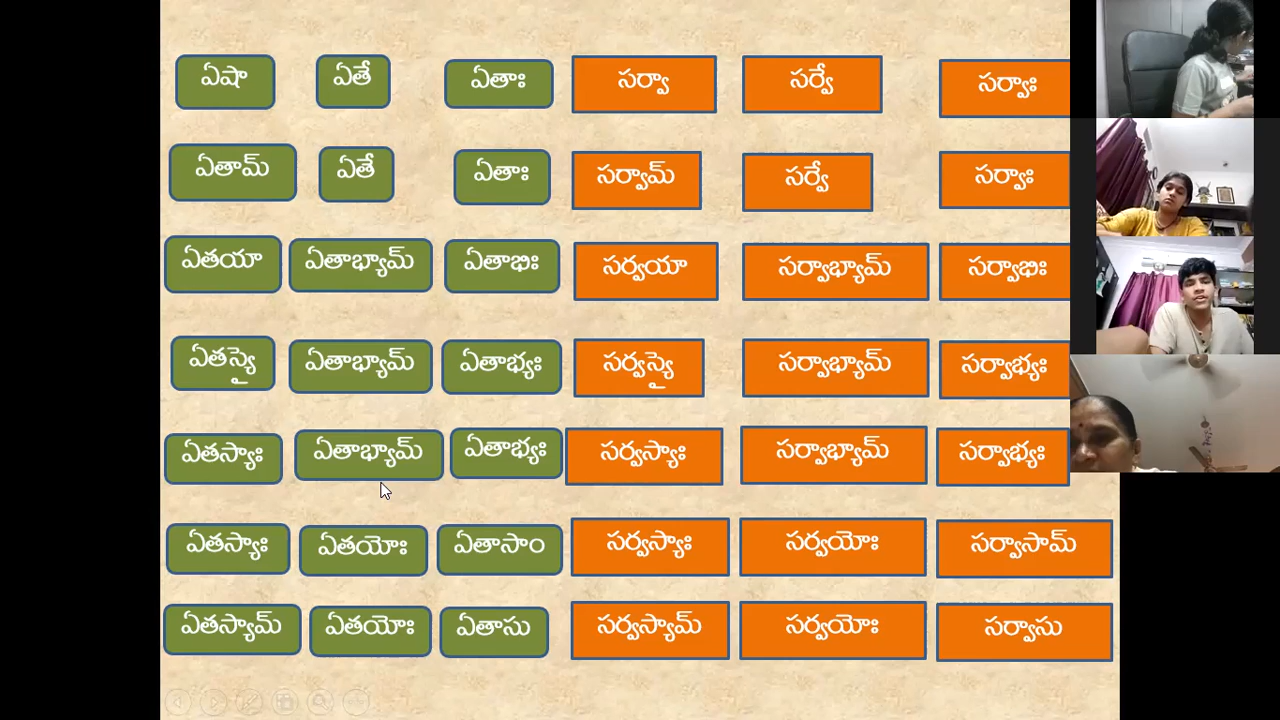 ఏషా ఏతే ఏతాః సర్వా సర్వే సర్వాః
ఏతామ్ ఏతే ఏతాః సర్వామ్ సర్వే సర్వాః
ఏతయా ఏతాభ్యామ్ ఏతాభిః సర్వయా సర్వాభ్యామ్ సర్వాభిః
ఏతస్యై ఏతాభ్యామ్ ఏతాభ్యః సర్వస్యై సర్వాభ్యామ్ సర్వాభ్యః
ఏతస్యాః ఏతాభ్యామ్ ఏతాభ్యః సర్వస్యాః సర్వాభ్యామ్ సర్వాభ్యః
ఏతస్యాః ఏతయోః ఏతాసాం సర్వస్యాః సర్వయోః సర్వాసామ్
ఏతస్యామ్ ఏతయోః ఏతాసు సర్వస్యామ్ సర్వయోః సర్వాసు